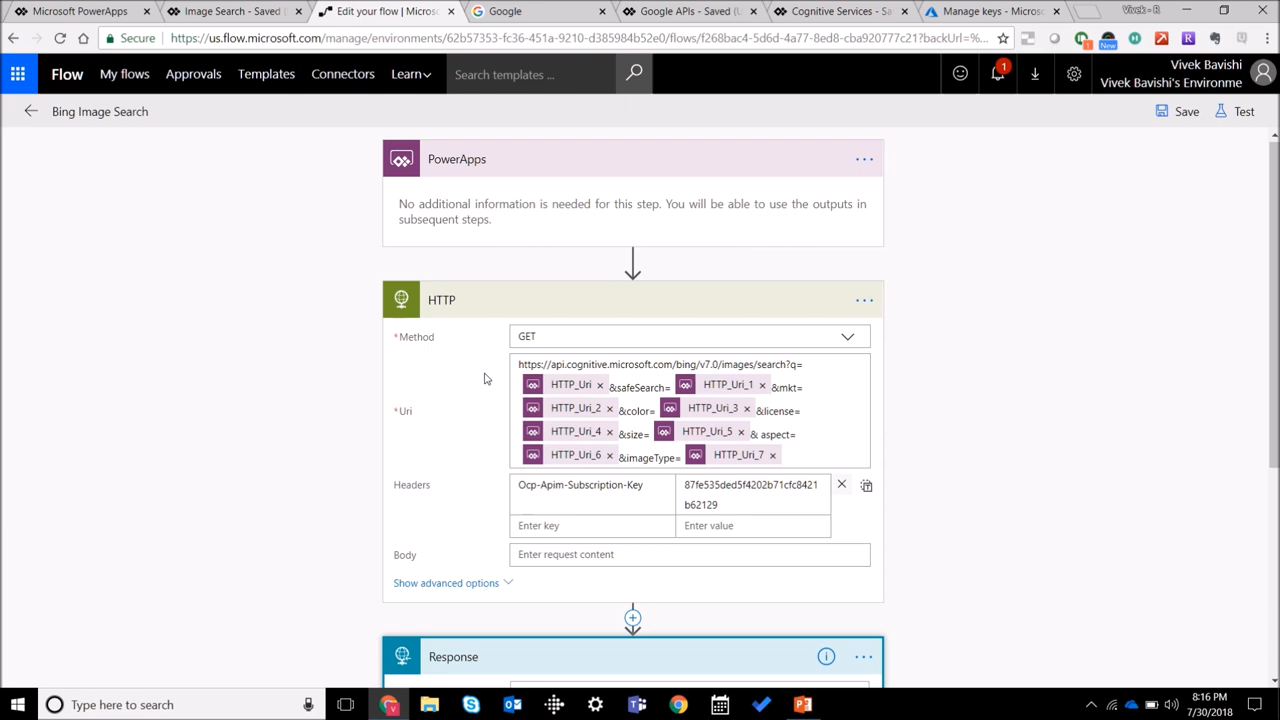 Microsoft PowerApps
Image Search - Saved (
Edit your flow | Microso
Google
Google APIs - Saved (U
Cognitive Services - Sa
Manage keys - Microso
Vivek - R
Secure
https://us.flow.microsoft.com/manage/environments/62b57353-fc36-451a-9210-d385984b52e0/flows/f268bac4-5d6d-4a77-8ed8-cba920777c21?backUrl=%...
New
Flow
My flows
Approvals
Templates
Connectors
Learn
Search templates ...
1
Vivek Bavishi
Vivek Bavishi's Environme
Bing Image Search
Save
Test
PowerApps
No additional information is needed for this step. You will be able to use the outputs in
subsequent steps.
HTTP
*Method
GET
*Uri
https://api.cognitive.microsoft.com/bing/v7.0/images/search?q=
HTTP_Uri × &safeSearch= HTTP_Uri_1 × &mkt=
HTTP_Uri_2 × &color= HTTP_Uri_3 × &license=
HTTP_Uri_4 × &size= HTTP_Uri_5 × & aspect=
HTTP_Uri_6 × &imageType= HTTP_Uri_7 ×
Headers
Ocp-Apim-Subscription-Key
87fe535ded5f4202b71cfc8421
b62129
Enter key
Enter value
Body
Enter request content
Show advanced options
Response
Type here to search
8:16 PM
7/30/2018